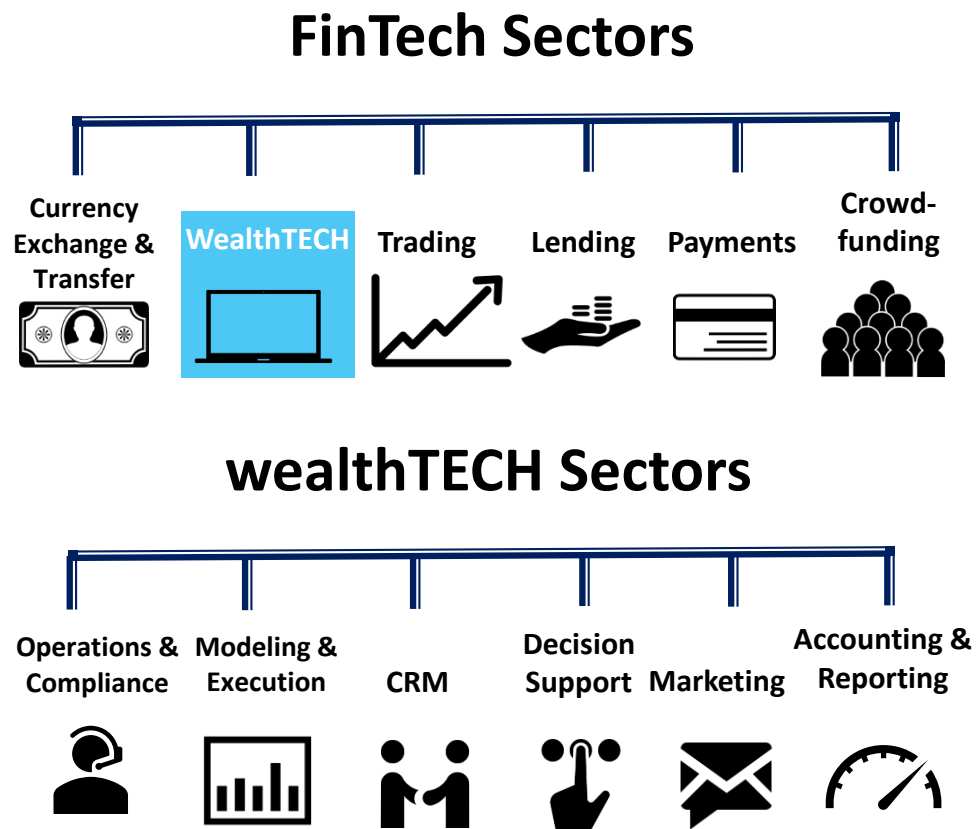 FinTech Sectors
Currency
Exchange &
Transfer
WealthTECH
Trading
Lending
Payments
Crowd-
funding
wealthTECH Sectors
Operations &
Compliance
Modeling &
Execution
CRM
Decision
Support
Marketing
Accounting &
Reporting